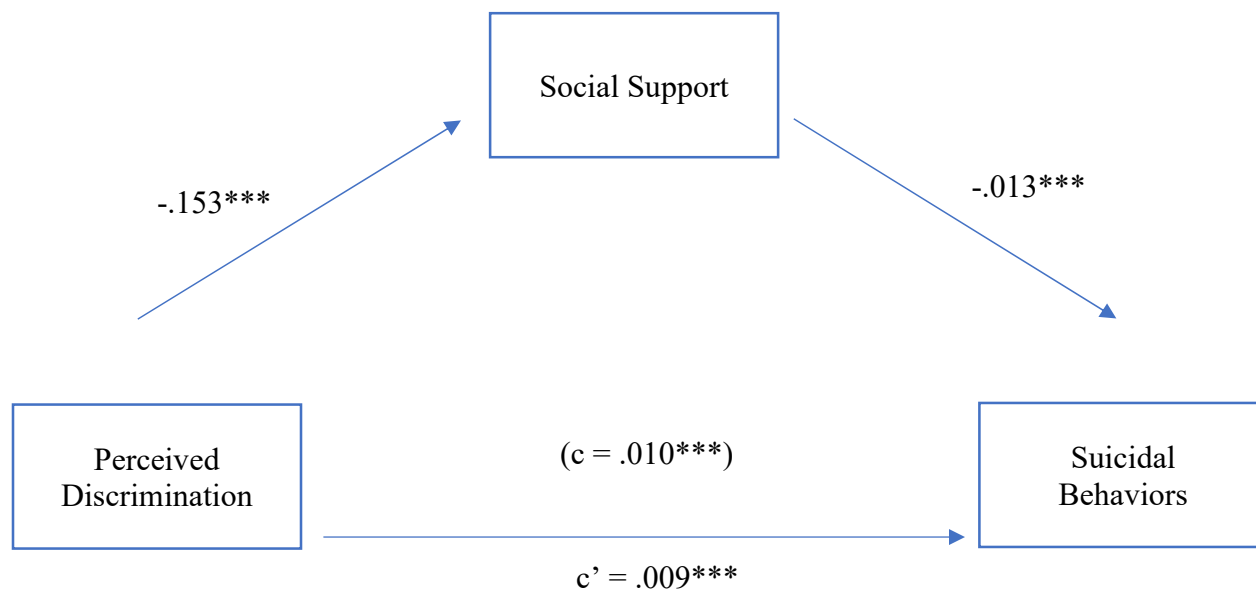 Social Support
-.153***
-.013***
Perceived
Discrimination
(c = .010***)
Suicidal
Behaviors
c’ = .009***